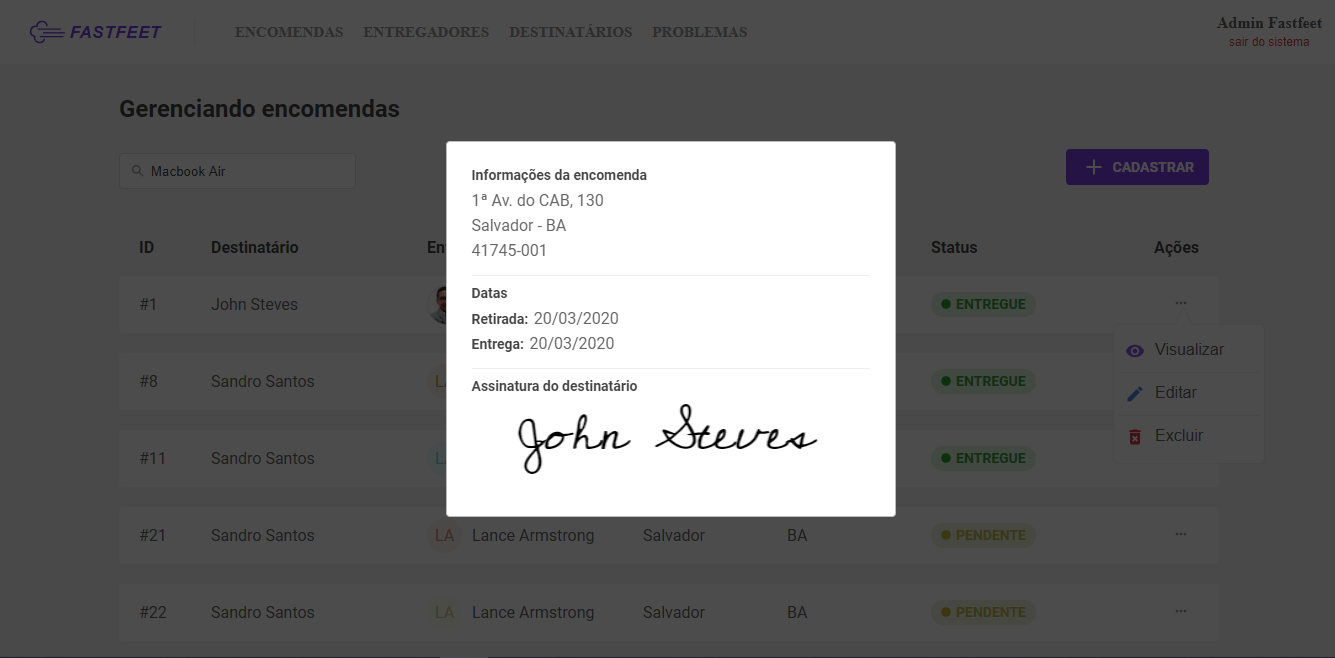 FASTFEET
ENCOMENDAS ENTREGADORES DESTINATÁRIOS PROBLEMAS
Admin Fastfeet
sair do sistema
Gerenciando encomendas
Macbook Air
CADASTRAR
ID Destinatário Status Ações
#1 John Steves ENTREGUE ...
#8 Sandro Santos ENTREGUE
#11 Sandro Santos ENTREGUE
#21 Sandro Santos LA Lance Armstrong Salvador BA PENDENTE ...
#22 Sandro Santos LA Lance Armstrong Salvador BA PENDENTE ...
Visualizar
Editar
Excluir
Informações da encomenda
1ª Av. do CAB, 130
Salvador - BA
41745-001
Datas
Retirada: 20/03/2020
Entrega: 20/03/2020
Assinatura do destinatário
John Steves